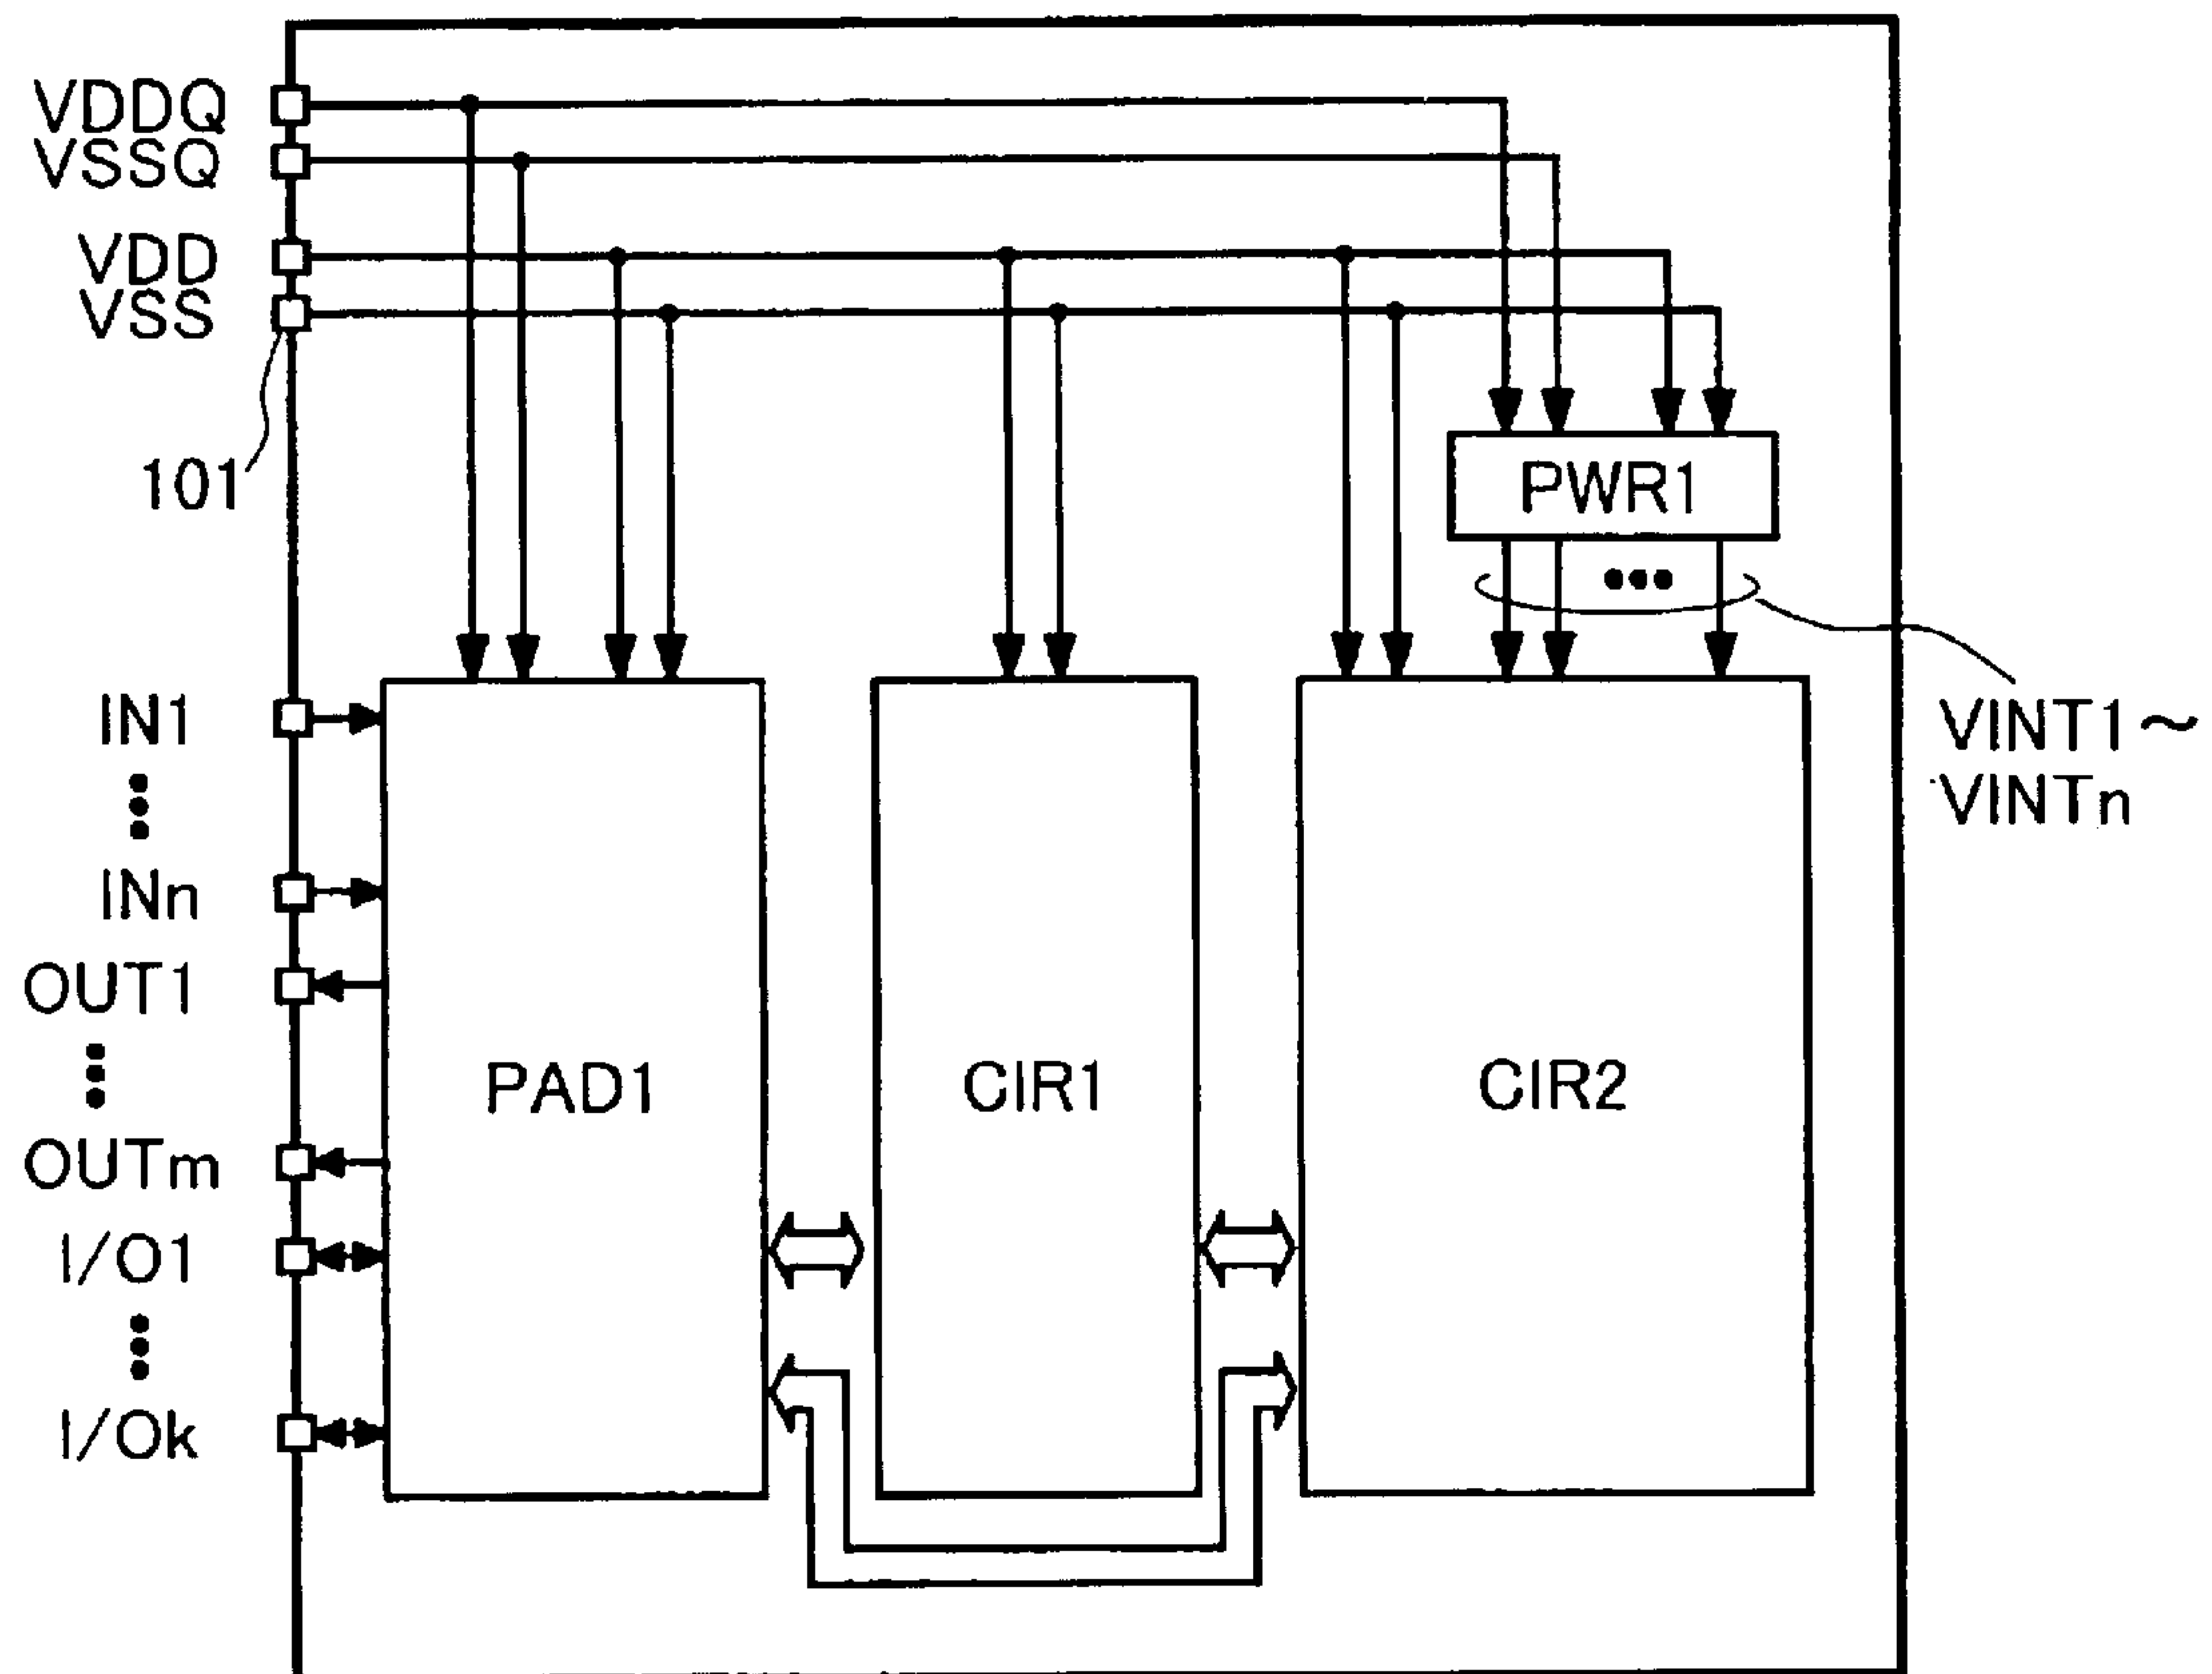 VDDQ
VSSQ
VDD
VSS
101
PWR1
IN1
INn
OUT1
OUTm
I/O1
I/Ok
PAD1
CIR1
CIR2
VINT1~
VINTn